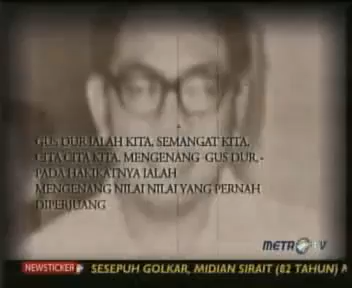 GUS DUR IALAH KITA. SEMANGAT KITA.
CITA CITA KITA. MENGENANG GUS DUR, -
PADA HAKIKATNYA IALAH
MENGENANG NILAI NILAI YANG PERNAH
DIPERJUANG
METRO TV
NEWSTICKER SESEPUH GOLKAR, MIDIAN SIRAIT (82 TAHUN) M